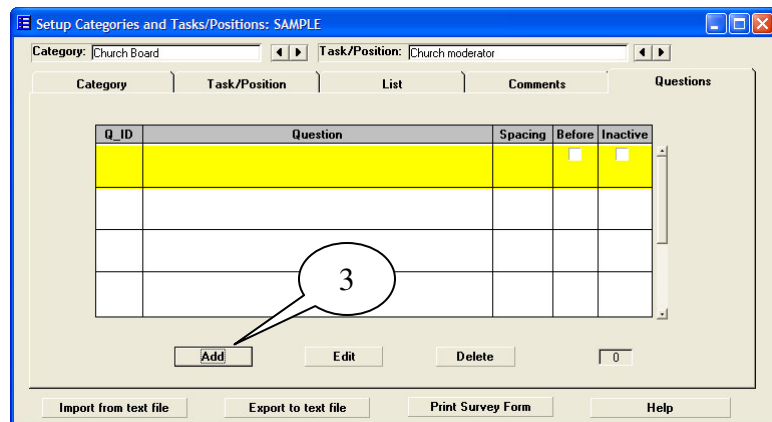 Setup Categories and Tasks/Positions: SAMPLE
Category: Church Board Task/Position: Church moderator
Category Task/Position List Comments Questions
Q_ID Question Spacing Before Inactive
3
Add Edit Delete 0
Import from text file Export to text file Print Survey Form Help